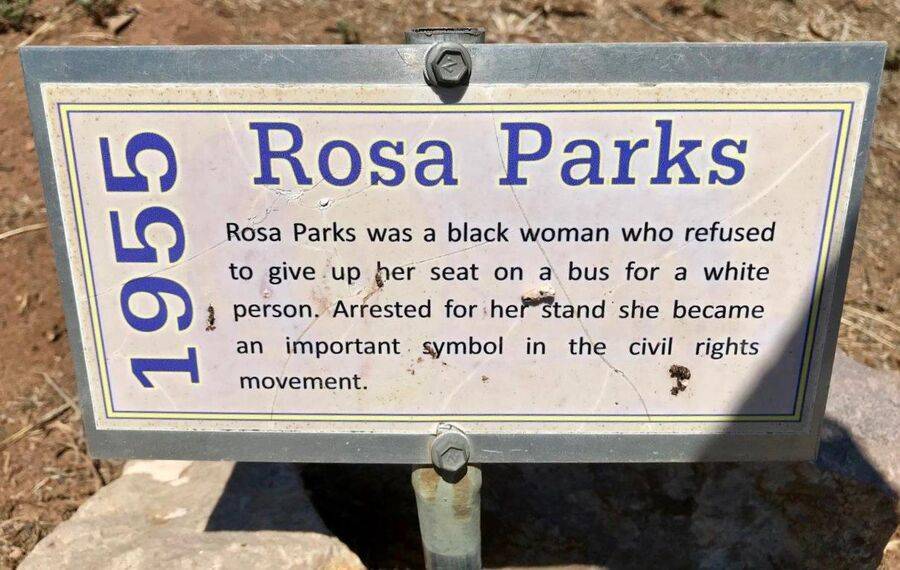 1955
Rosa Parks
Rosa Parks was a black woman who refused
to give up her seat on a bus for a white
person. Arrested for her stand she became
an important symbol in the civil rights
movement.